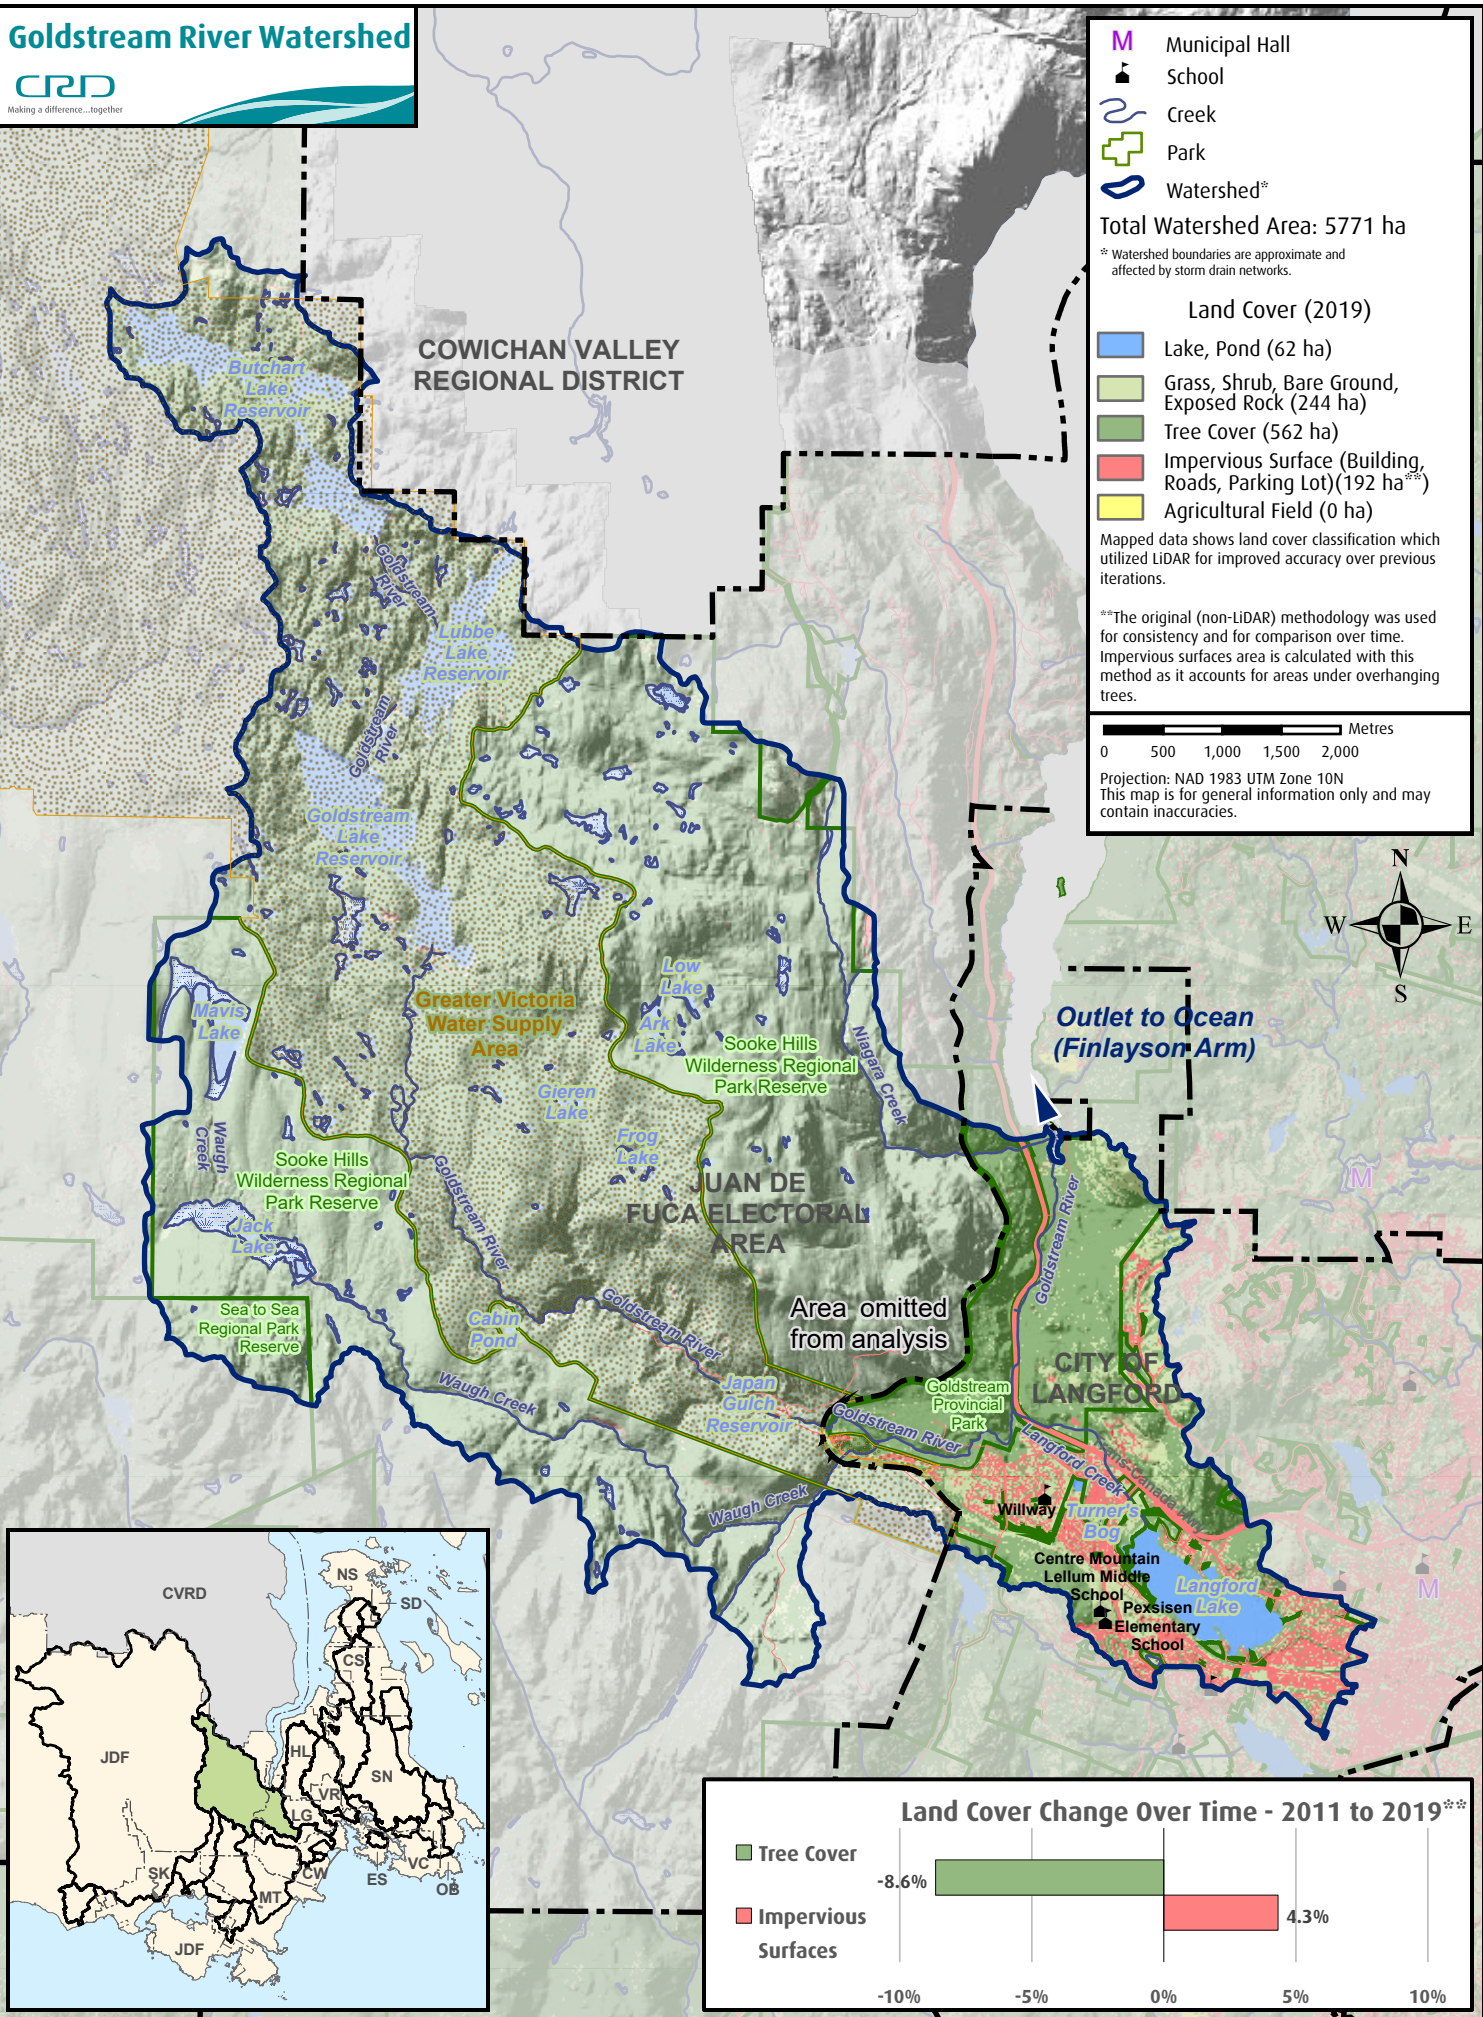 Goldstream River Watershed
CRD
Making a difference...together
M Municipal Hall
School
Creek
Park
Watershed*
Total Watershed Area: 5771 ha
* Watershed boundaries are approximate and
affected by storm drain networks.
Land Cover (2019)
Lake, Pond (62 ha)
Grass, Shrub, Bare Ground,
Exposed Rock (244 ha)
Tree Cover (562 ha)
Impervious Surface (Building,
Roads, Parking Lot)(192 ha**)
Agricultural Field (0 ha)
Mapped data shows land cover classification which
utilized LiDAR for improved accuracy over previous
iterations.
**The original (non-LiDAR) methodology was used
for consistency and for comparison over time.
Impervious surfaces area is calculated with this
method as it accounts for areas under overhanging
trees.
Metres
0 500 1,000 1,500 2,000
Projection: NAD 1983 UTM Zone 10N
This map is for general information only and may
contain inaccuracies.
N
W E
S
COWICHAN VALLEY
REGIONAL DISTRICT
Butchart
Lake
Reservoir
Goldstream
River
Lubbe
Lake
Reservoir
Goldstream
River
Goldstream
Lake
Reservoir
Mavis
Lake
Greater Victoria
Water Supply
Area
Low
Lake
Ark
Lake
Sooke Hills
Wilderness Regional
Park Reserve
Niagara Creek
Outlet to Ocean
(Finlayson Arm)
Gieren
Lake
Frog
Lake
Waugh
Creek
Sooke Hills
Wilderness Regional
Park Reserve
Goldstream River
JUAN DE
FUCA ELECTORAL
AREA
M
Goldstream River
Jack
Lake
Sea to Sea
Regional Park
Reserve
Cabin
Pond
Goldstream River
Area omitted
from analysis
CITY OF
LANGFORD
Waugh Creek
Japan
Gulch
Reservoir
Goldstream
Provincial
Park
Goldstream River
Langford Creek
Trans-Canada Hwy
Waugh Creek
Willway
Turner's
Bog
Centre Mountain
Lellum Middle
School
Pexsisen
Elementary
School
Langford
Lake
M
CVRD
NS
SD
CS
JDF
HL
SN
VR
LG
SK
CW
VC
ES
OB
MT
JDF
Land Cover Change Over Time - 2011 to 2019**
Tree Cover
-8.6%
Impervious
Surfaces
4.3%
-10% -5% 0% 5% 10%